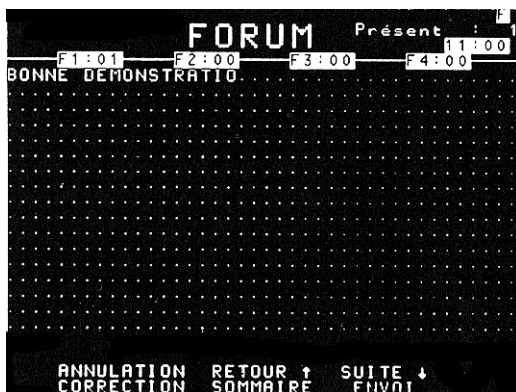 F
FORUM Présent : 1
11:00
F1:01 F2:00 F3:00 F4:00
BONNE DEMONSTRATIO
ANNULATION RETOUR ↑ SUITE ↓
CORRECTION SOMMAIRE ENVOI